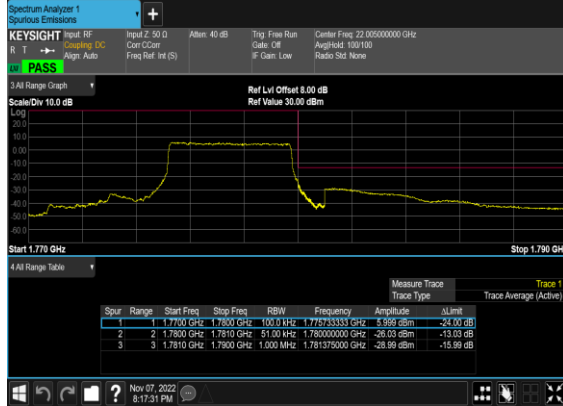 Spectrum Analyzer 1
Spurious Emissions
+
KEYSIGHT Input: RF Input Z: 50 Ω Atten: 40 dB Trig: Free Run Center Freq: 22.005000000 GHz
R T Coupling: DC Corr CCorr Gate: Off Avg|Hold: 100/100
Align: Auto Freq Ref: Int (S) IF Gain: Low Radio Std: None
PASS
3 All Range Graph
Ref Lvl Offset 8.00 dB
Scale/Div 10.0 dB Ref Value 30.00 dBm
Log
20.0
10.0
0.00
-10.0
-20.0
-30.0
-40.0
-50.0
-60.0
Start 1.770 GHz Stop 1.790 GH
4 All Range Table
Measure Trace Trace 1
Trace Type Trace Average (Active)
Spur Range Start Freq Stop Freq RBW Frequency Amplitude ΔLimit
1 1 1.7700 GHz 1.7800 GHz 100.0 kHz 1.775733333 GHz 5.999 dBm -24.00 dB
2 2 1.7800 GHz 1.7810 GHz 51.00 kHz 1.780000000 GHz -26.03 dBm -13.03 dB
3 3 1.7810 GHz 1.7900 GHz 1.000 MHz 1.781375000 GHz -28.99 dBm -15.99 dB
? Nov 07, 2022
8:17:31 PM